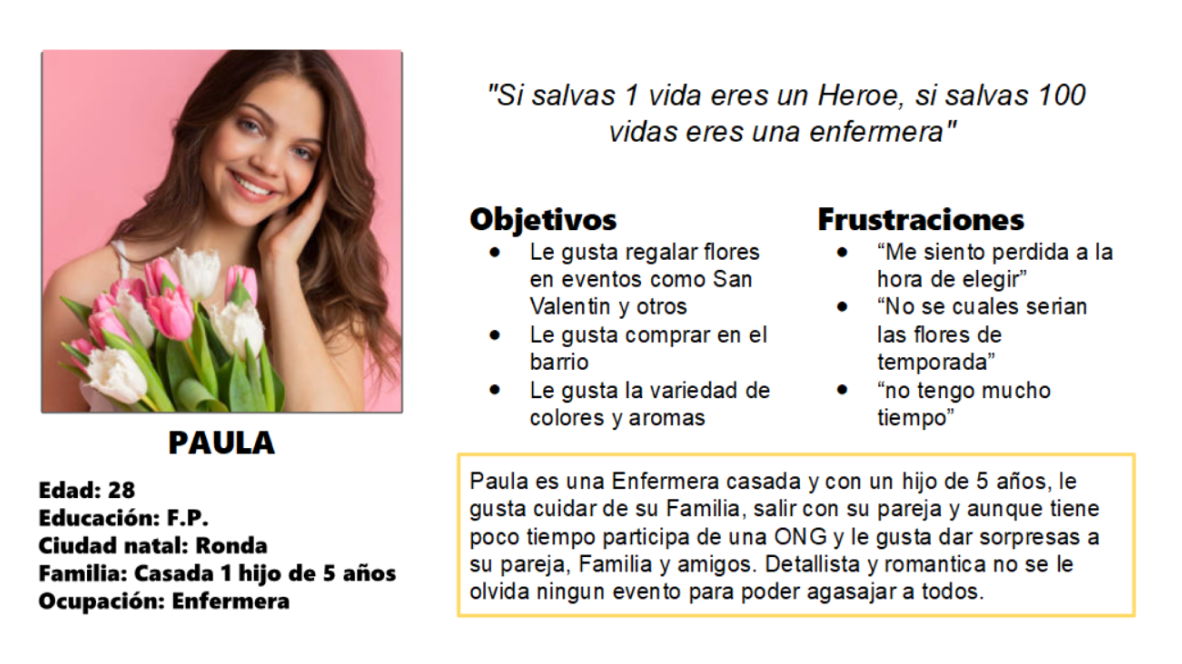 "Si salvas 1 vida eres un Heroe, si salvas 100
vidas eres una enfermera"
Objetivos
● Le gusta regalar flores
en eventos como San
Valentin y otros
● Le gusta comprar en el
barrio
● Le gusta la variedad de
colores y aromas
Frustraciones
● “Me siento perdida a la
hora de elegir”
● “No se cuales serian
las flores de
temporada”
● “no tengo mucho
tiempo”
PAULA
Edad: 28
Educación: F.P.
Ciudad natal: Ronda
Familia: Casada 1 hijo de 5 años
Ocupación: Enfermera
Paula es una Enfermera casada y con un hijo de 5 años, le
gusta cuidar de su Familia, salir con su pareja y aunque tiene
poco tiempo participa de una ONG y le gusta dar sorpresas a
su pareja, Familia y amigos. Detallista y romantica no se le
olvida ningun evento para poder agasajar a todos.